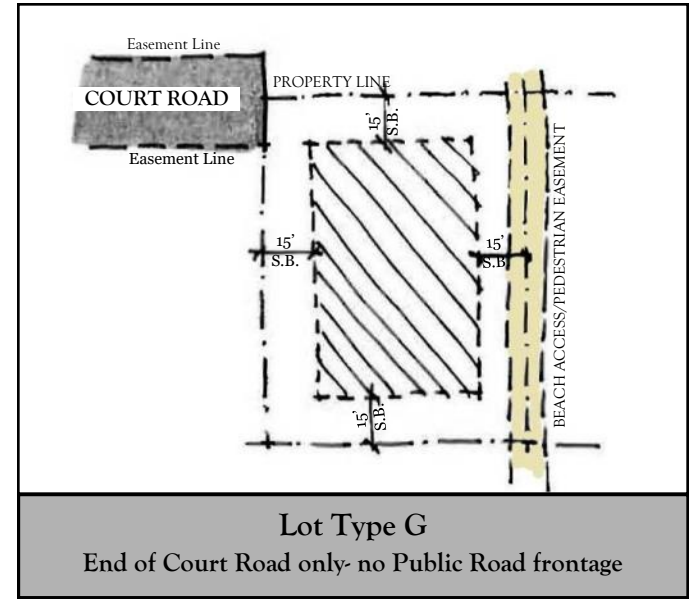 Easement Line
PROPERTY LINE
COURT ROAD
15'
S.B.
Easement Line
15'
S.B.
15'
S.B.
BEACH ACCESS/PEDESTRIAN EASEMENT
15'
S.B.
Lot Type G
End of Court Road only- no Public Road frontage